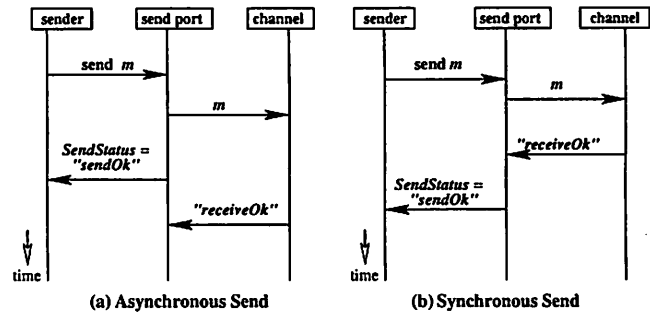 sender send port channel
send m
m
SendStatus =
"sendOk"
"receiveOk"
time
(a) Asynchronous Send
sender send port channel
send m
m
"receiveOk"
SendStatus =
"sendOk"
time
(b) Synchronous Send